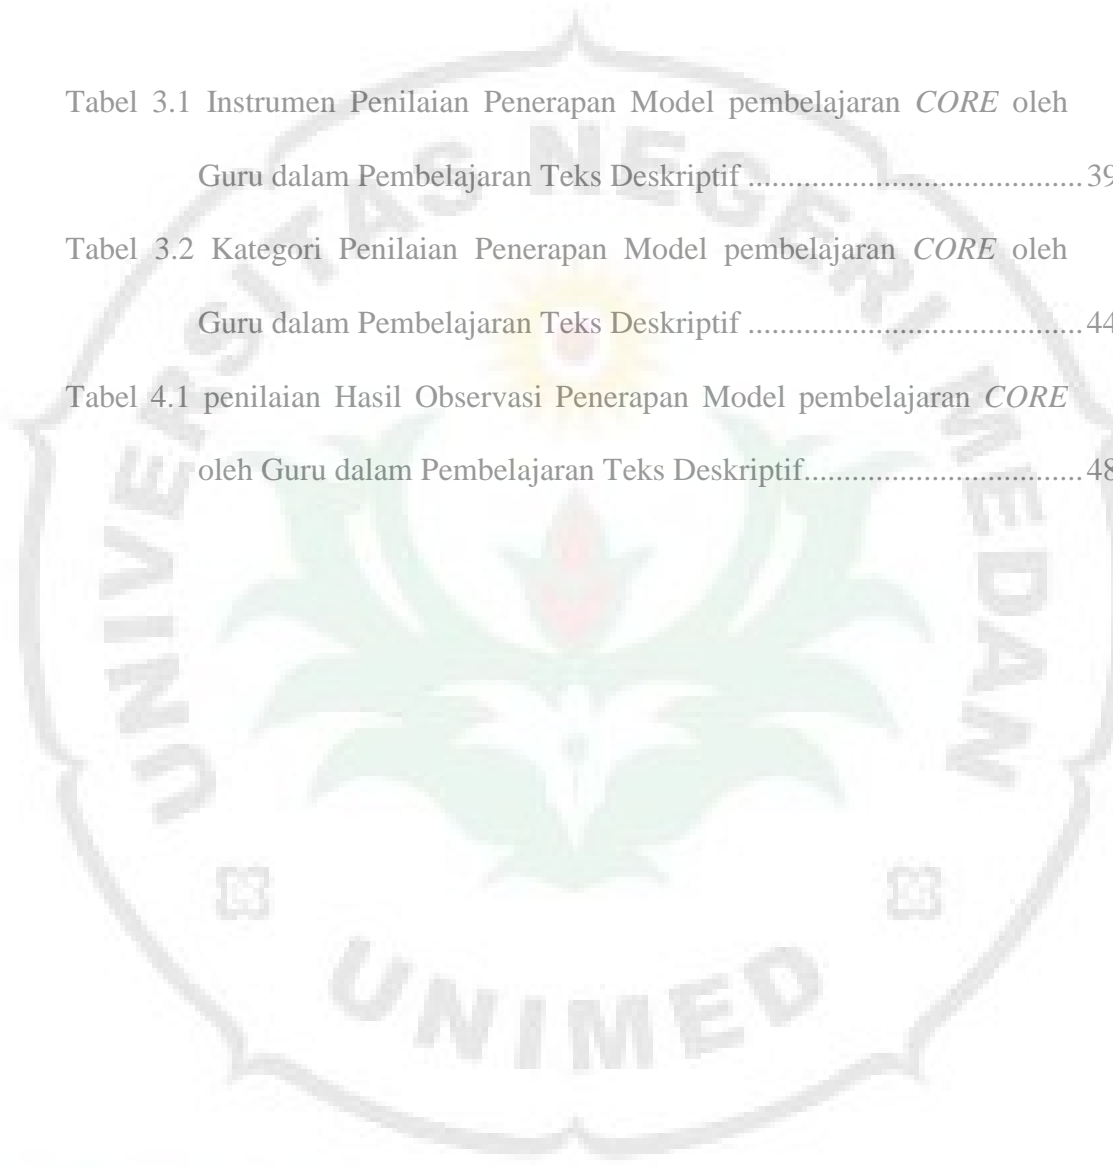 Tabel 3.1 Instrumen Penilaian Penerapan Model pembelajaran CORE oleh
Guru dalam Pembelajaran Teks Deskriptif .......................................... 39
Tabel 3.2 Kategori Penilaian Penerapan Model pembelajaran CORE oleh
Guru dalam Pembelajaran Teks Deskriptif .......................................... 44
Tabel 4.1 penilaian Hasil Observasi Penerapan Model pembelajaran CORE
oleh Guru dalam Pembelajaran Teks Deskriptif................................... 48
UNIVERSITAS NEGERI MEDAN
UNIMED